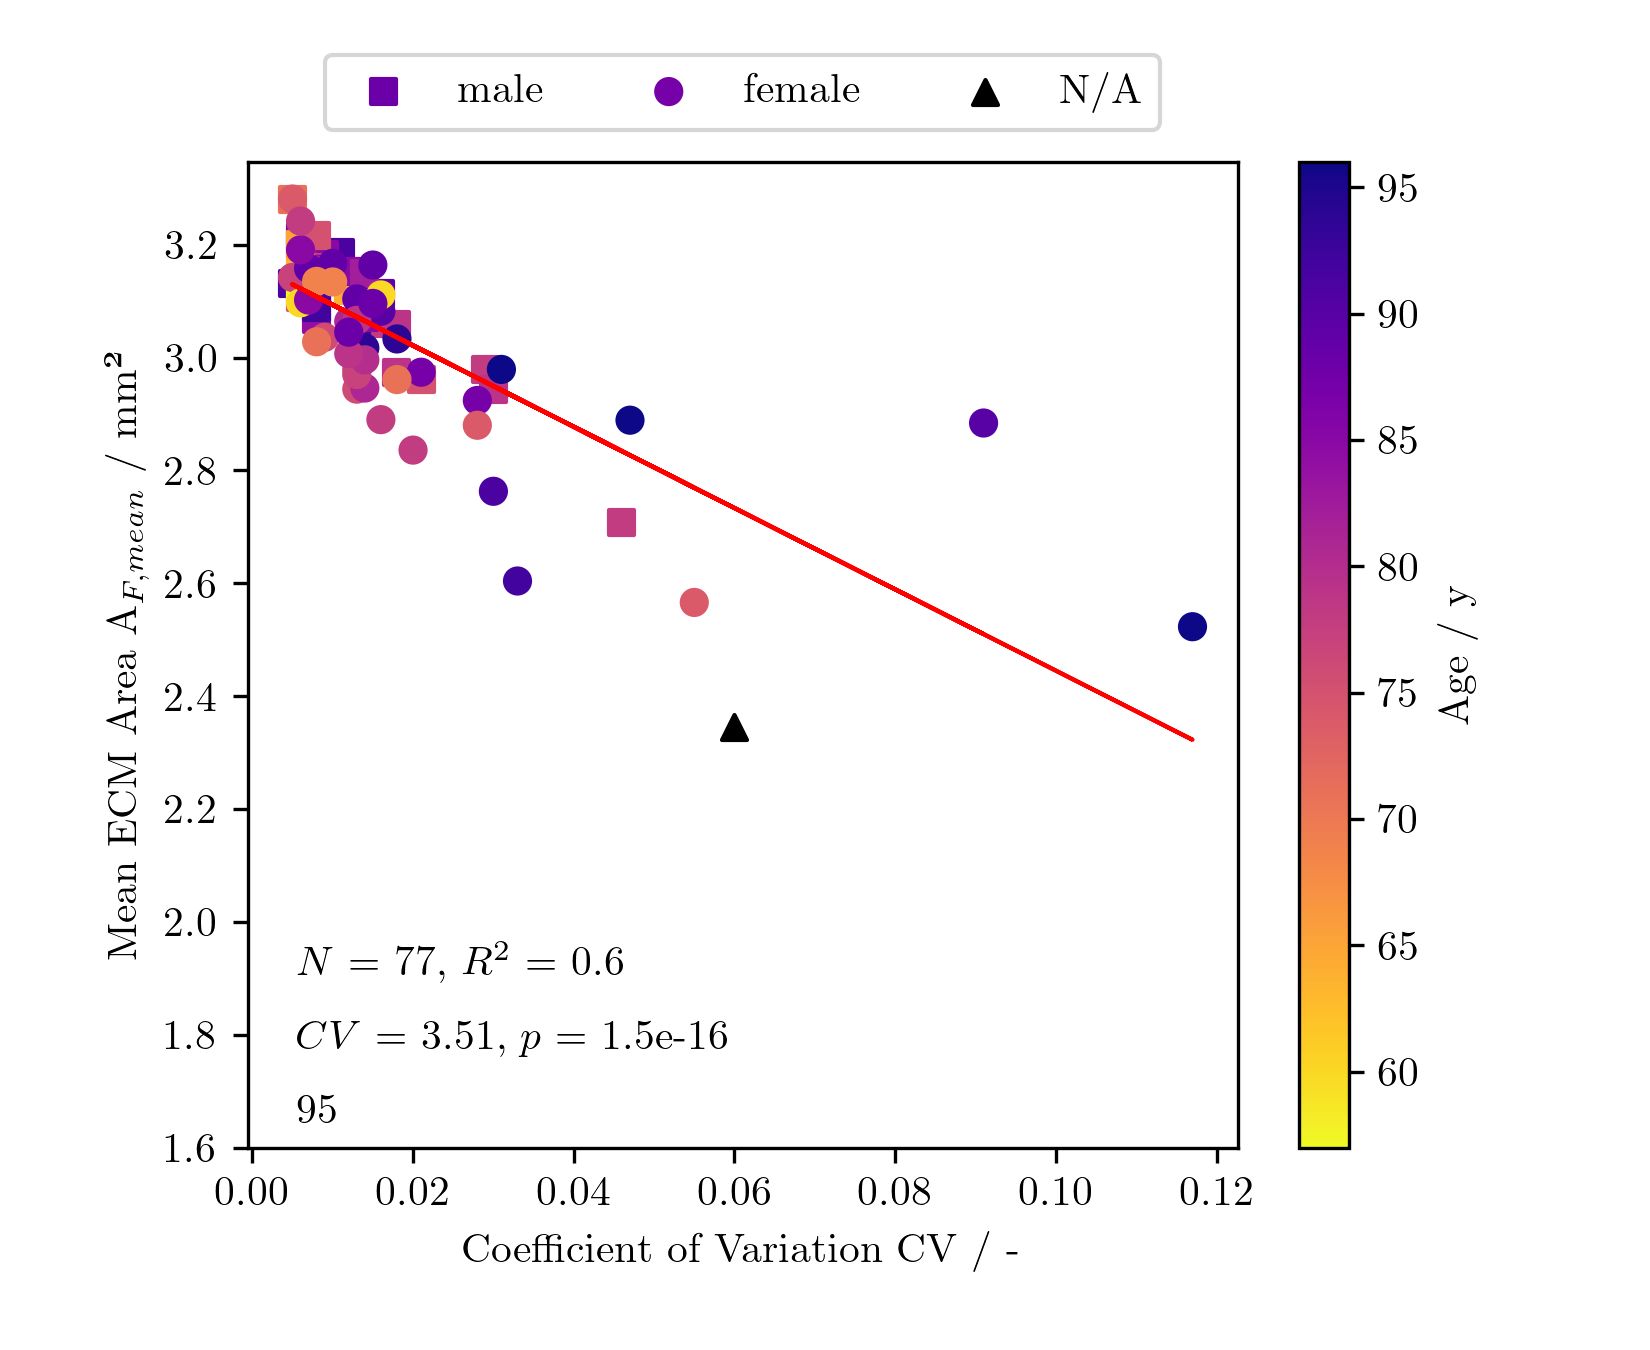 male female N/A
3.2
3.0
2.8
2.6
2.4
2.2
2.0
1.8
1.6
Mean ECM Area A_{F,mean} / mm²
N = 77, R² = 0.6
CV = 3.51, p = 1.5e-16
95
0.00 0.02 0.04 0.06 0.08 0.10 0.12
Coefficient of Variation CV / -
95
90
85
80
75
70
65
60
Age / y